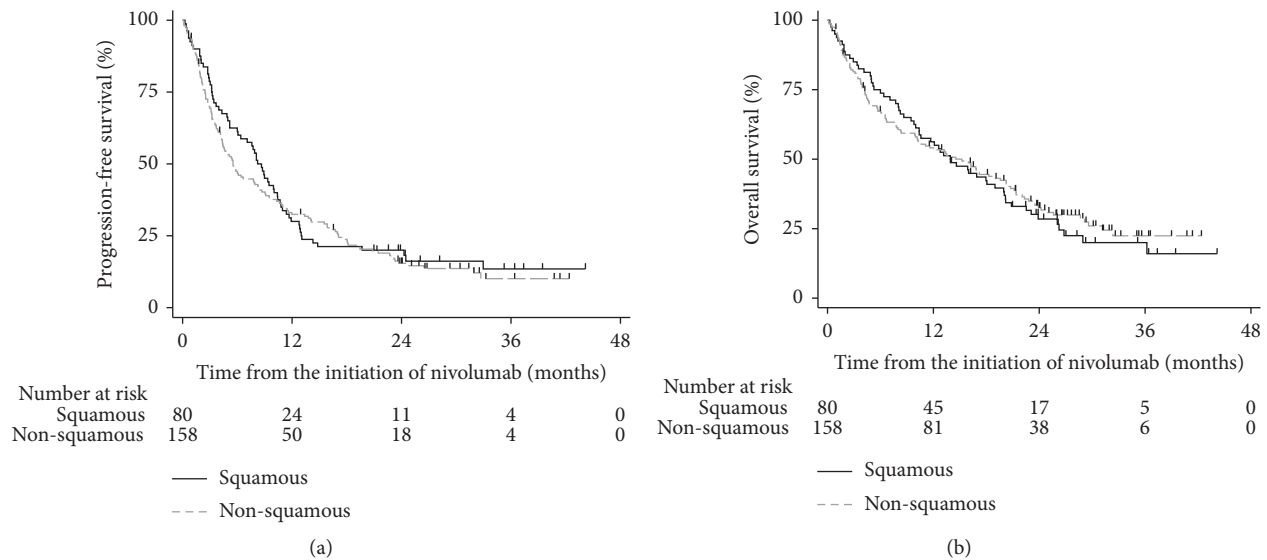 100
75
50
25
0
Progression-free survival (%)
0 12 24 36 48
Time from the initiation of nivolumab (months)
Number at risk
Squamous 80 24 11 4 0
Non-squamous 158 50 18 4 0
Squamous
Non-squamous
(a)
100
75
50
25
0
Overall survival (%)
0 12 24 36 48
Time from the initiation of nivolumab (months)
Number at risk
Squamous 80 45 17 5 0
Non-squamous 158 81 38 6 0
Squamous
Non-squamous
(b)